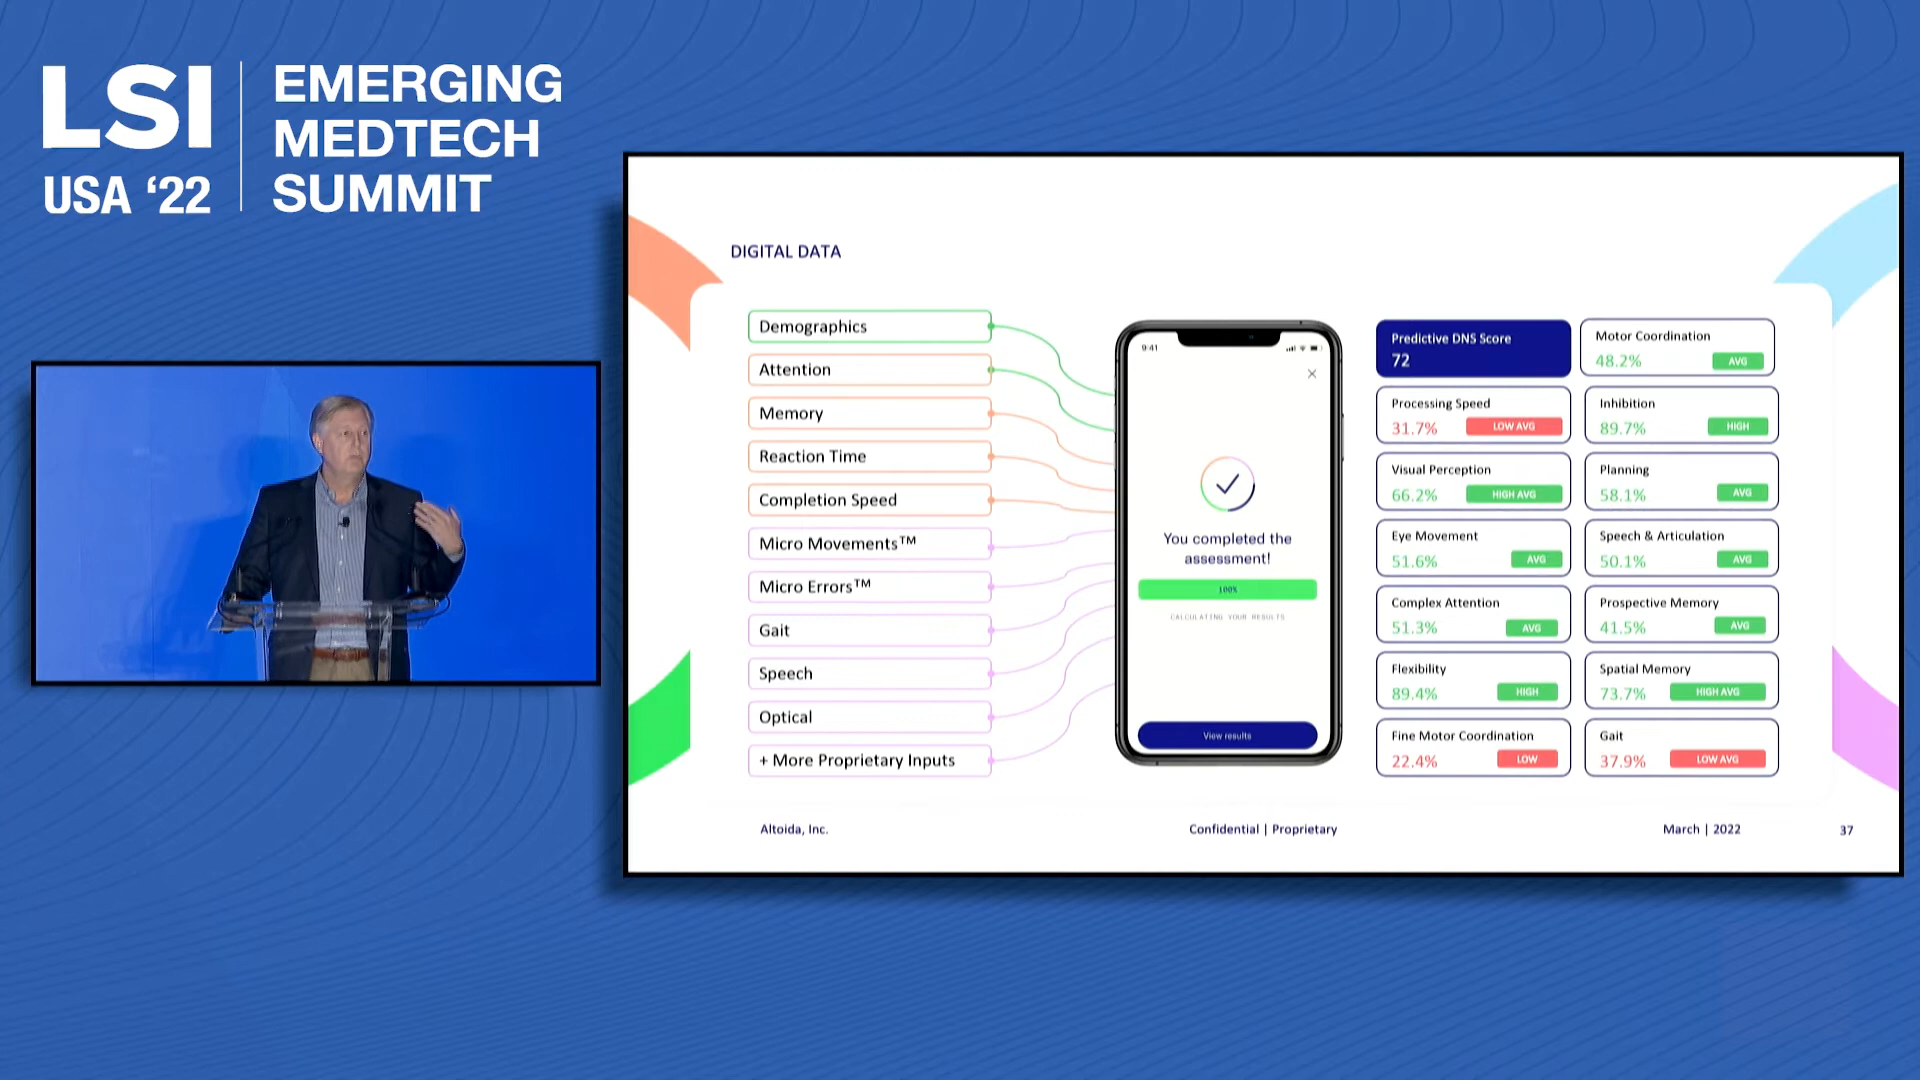 LSI
USA ‘22
EMERGING
MEDTECH
SUMMIT
DIGITAL DATA
Demographics
Attention
Memory
Reaction Time
Completion Speed
Micro Movements™
Micro Errors™
Gait
Speech
Optical
+ More Proprietary Inputs
9:41
You completed the
assessment!
100%
CALCULATING YOUR RESULTS
View results
Predictive DNS Score
72
Motor Coordination
48.2% AVG
Processing Speed
31.7% LOW AVG
Inhibition
89.7% HIGH
Visual Perception
66.2% HIGH AVG
Planning
58.1% AVG
Eye Movement
51.6% AVG
Speech & Articulation
50.1% AVG
Complex Attention
51.3% AVG
Prospective Memory
41.5% AVG
Flexibility
89.4% HIGH
Spatial Memory
73.7% HIGH AVG
Fine Motor Coordination
22.4% LOW
Gait
37.9% LOW AVG
Altoida, Inc.
Confidential | Proprietary
March | 2022
37